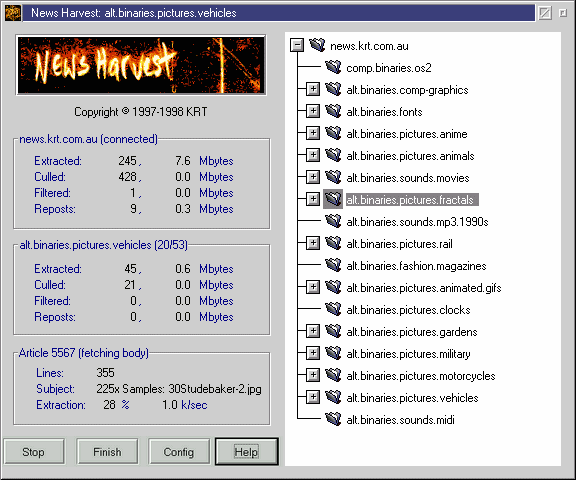 News Harvest: alt.binaries.pictures.vehicles
News Harvest
Copyright © 1997-1998 KRT
news.krt.com.au (connected)
Extracted: 245, 7.6 Mbytes
Culled: 428, 0.0 Mbytes
Filtered: 1, 0.0 Mbytes
Reposts: 9, 0.3 Mbytes
alt.binaries.pictures.vehicles (20/53)
Extracted: 45, 0.6 Mbytes
Culled: 21, 0.0 Mbytes
Filtered: 0, 0.0 Mbytes
Reposts: 0, 0.0 Mbytes
Article 5567 (fetching body)
Lines: 355
Subject: 225x Samples: 30Studebaker-2.jpg
Extraction: 28 % 1.0 k/sec
Stop Finish Config Help
news.krt.com.au
comp.binaries.os2
alt.binaries.comp-graphics
alt.binaries.fonts
alt.binaries.pictures.anime
alt.binaries.pictures.animals
alt.binaries.sounds.movies
alt.binaries.pictures.fractals
alt.binaries.sounds.mp3.1990s
alt.binaries.pictures.rail
alt.binaries.fashion.magazines
alt.binaries.pictures.animated.gifs
alt.binaries.pictures.clocks
alt.binaries.pictures.gardens
alt.binaries.pictures.military
alt.binaries.pictures.motorcycles
alt.binaries.pictures.vehicles
alt.binaries.sounds.midi